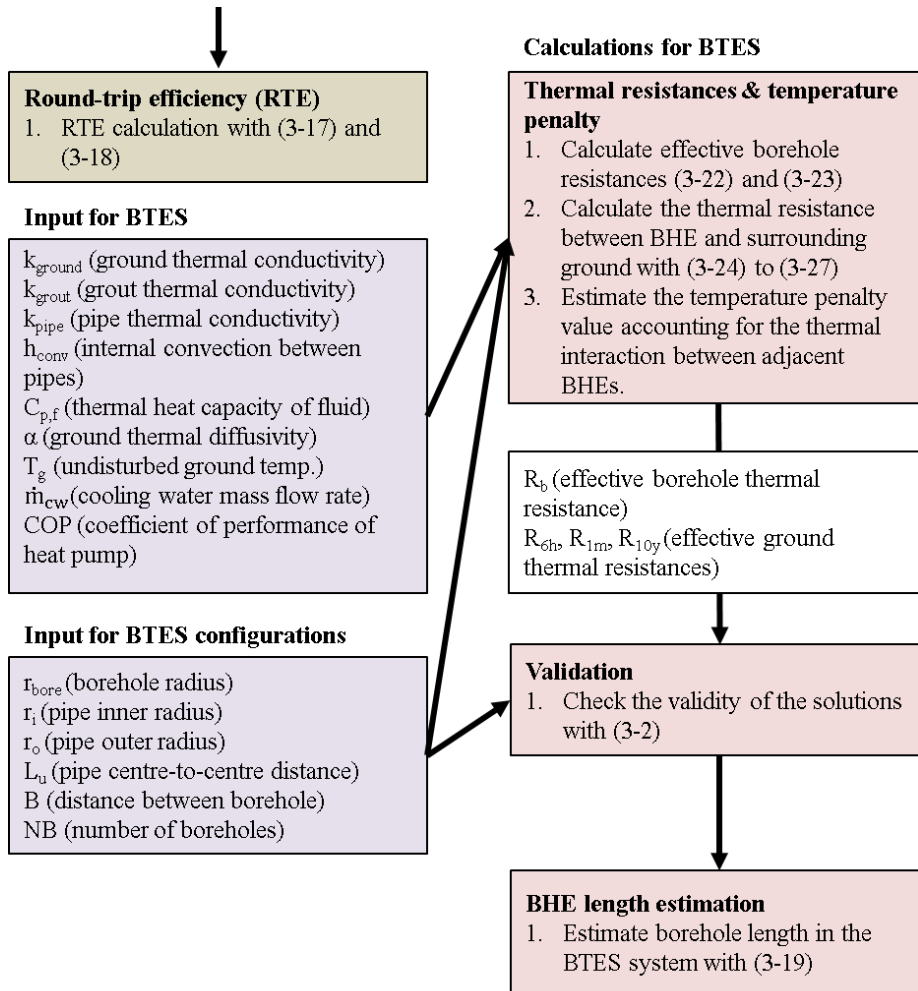 Round-trip efficiency (RTE)
1. RTE calculation with (3-17) and
(3-18)
Input for BTES
k_ground (ground thermal conductivity)
k_grout (grout thermal conductivity)
k_pipe (pipe thermal conductivity)
h_conv (internal convection between
pipes)
C_p,f (thermal heat capacity of fluid)
α (ground thermal diffusivity)
T_g (undisturbed ground temp.)
ṁ_cw (cooling water mass flow rate)
COP (coefficient of performance of
heat pump)
Input for BTES configurations
r_bore (borehole radius)
r_i (pipe inner radius)
r_o (pipe outer radius)
L_u (pipe centre-to-centre distance)
B (distance between borehole)
NB (number of boreholes)
Calculations for BTES
Thermal resistances & temperature
penalty
1. Calculate effective borehole
resistances (3-22) and (3-23)
2. Calculate the thermal resistance
between BHE and surrounding
ground with (3-24) to (3-27)
3. Estimate the temperature penalty
value accounting for the thermal
interaction between adjacent
BHEs.
R_b (effective borehole thermal
resistance)
R_6h, R_1m, R_10y (effective ground
thermal resistances)
Validation
1. Check the validity of the solutions
with (3-2)
BHE length estimation
1. Estimate borehole length in the
BTES system with (3-19)